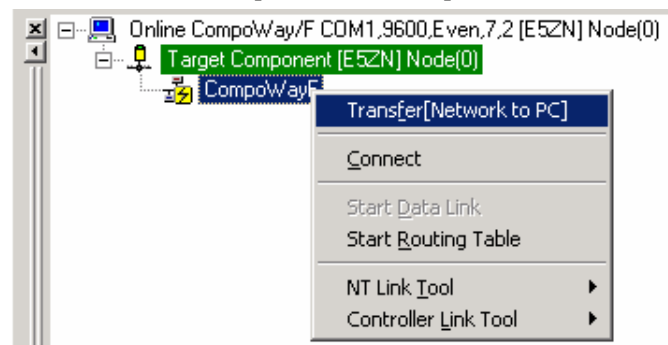 Online CompoWay/F COM1,9600,Even,7,2 [E5ZN] Node(0)
Target Component [E5ZN] Node(0)
CompoWayF
Transfer[Network to PC]
Connect
Start Data Link
Start Routing Table
NT Link Tool
Controller Link Tool